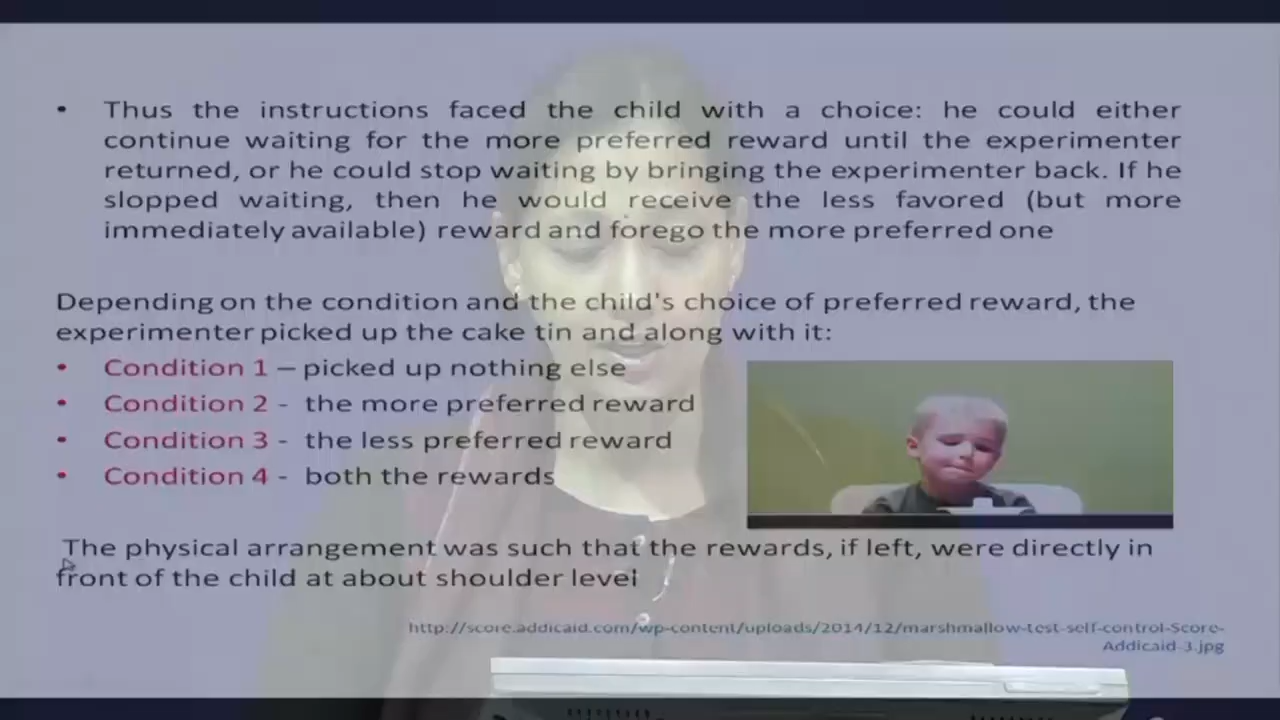 • Thus the instructions faced the child with a choice: he could either
continue waiting for the more preferred reward until the experimenter
returned, or he could stop waiting by bringing the experimenter back. If he
slopped waiting, then he would receive the less favored (but more
immediately available) reward and forego the more preferred one
Depending on the condition and the child's choice of preferred reward, the
experimenter picked up the cake tin and along with it:
• Condition 1 – picked up nothing else
• Condition 2 - the more preferred reward
• Condition 3 - the less preferred reward
• Condition 4 - both the rewards
The physical arrangement was such that the rewards, if left, were directly in
front of the child at about shoulder level
http://score.addicaid.com/wp-content/uploads/2014/12/marshmallow-test-self-control-Score-
Addicaid-3.jpg